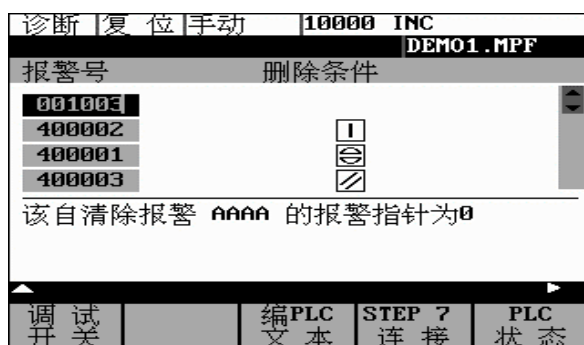 诊断 复 位 手动 10000 INC
DEMO1.MPF
报警号 删除条件
001003
400002
400001
400003
该自清除报警 AAAA 的报警指针为0
调 试 编PLC STEP 7 PLC
开 关 文 本 连 接 状 态